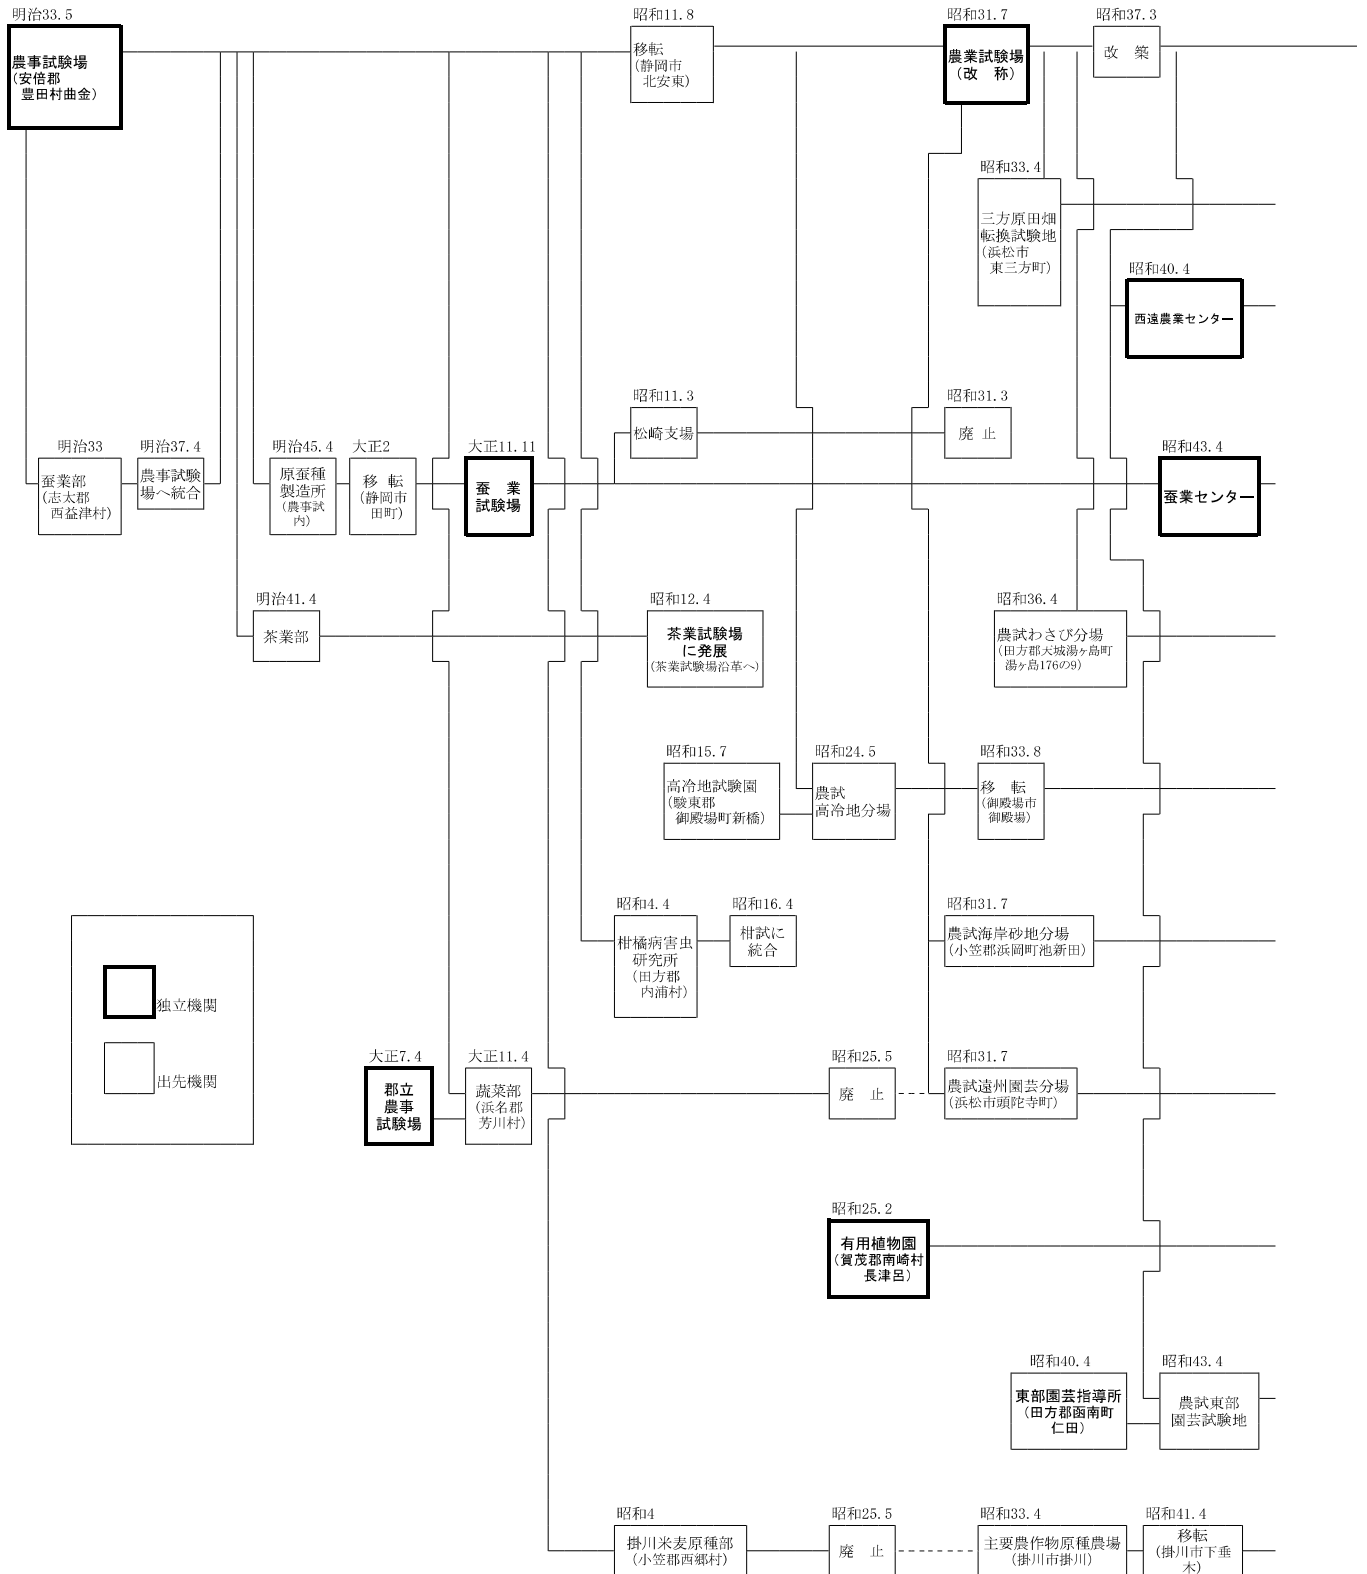 明治33.5
農事試験場
(安倍郡
豊田村曲金)
昭和11.8
移転
(静岡市
北安東)
昭和31.7
農業試験場
(改 称)
昭和37.3
改 築
昭和33.4
三方原田畑
転換試験地
(浜松市
東三方町)
昭和40.4
西遠農業センター
昭和11.3
松崎支場
昭和31.3
廃 止
明治33
蚕業部
(志太郡
西益津村)
明治37.4
農事試験
場へ統合
明治45.4
原蚕種
製造所
(農事試
内)
大正2
移 転
(静岡市
田町)
大正11.11
蚕 業
試験場
昭和43.4
蚕業センター
明治41.4
茶業部
昭和12.4
茶業試験場
に発展
(茶業試験場沿革へ)
昭和36.4
農試わさび分場
(田方郡天城湯ヶ島町
湯ヶ島176の9)
昭和15.7
高冷地試験園
(駿東郡
御殿場町新橋)
昭和24.5
農試
高冷地分場
昭和33.8
移 転
(御殿場市
御殿場)
昭和4.4
柑橘病害虫
研究所
(田方郡
内浦村)
昭和16.4
柑試に
統合
昭和31.7
農試海岸砂地分場
(小笠郡浜岡町池新田)
独立機関
出先機関
大正7.4
郡立
農事
試験場
大正11.4
蔬菜部
(浜名郡
芳川村)
昭和25.5
廃 止
昭和31.7
農試遠州園芸分場
(浜松市頭陀寺町)
昭和25.2
有用植物園
(賀茂郡南崎村
長津呂)
昭和40.4
東部園芸指導所
(田方郡函南町
仁田)
昭和43.4
農試東部
園芸試験地
昭和4
掛川米麦原種部
(小笠郡西郷村)
昭和25.5
廃 止
昭和33.4
主要農作物原種農場
(掛川市掛川)
昭和41.4
移転
(掛川市下垂
木)